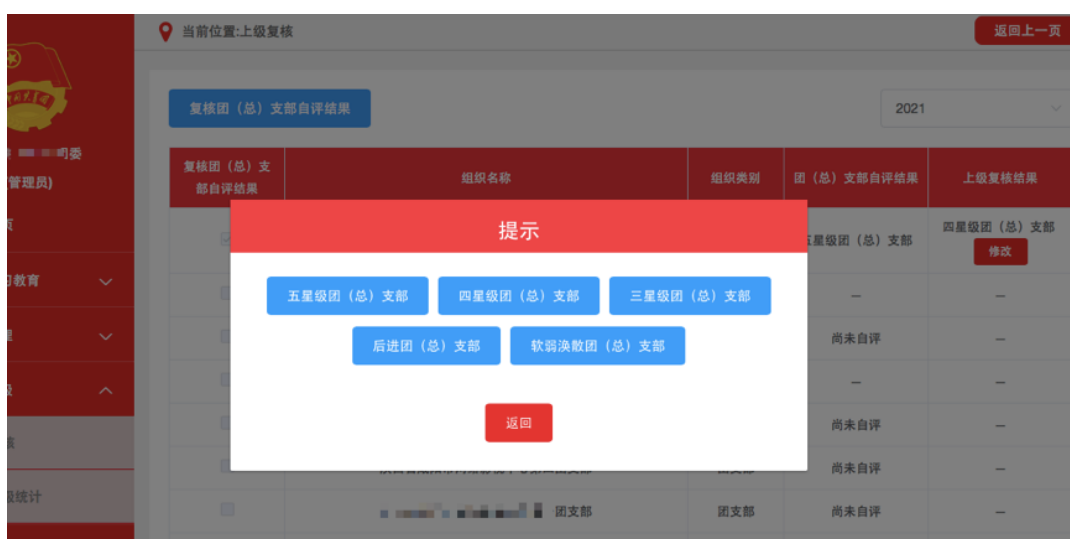 当前位置:上级复核
返回上一页
委
管理员)
教育
级统计
复核团(总)支部自评结果
2021
复核团(总)支
部自评结果
组织名称
组织类别
团(总)支部自评结果
上级复核结果
星级团(总)支部
四星级团(总)支部
修改
提示
五星级团(总)支部
四星级团(总)支部
三星级团(总)支部
后进团(总)支部
软弱涣散团(总)支部
返回
—
—
尚未自评
—
—
—
尚未自评
—
尚未自评
—
团支部
团支部
尚未自评
—